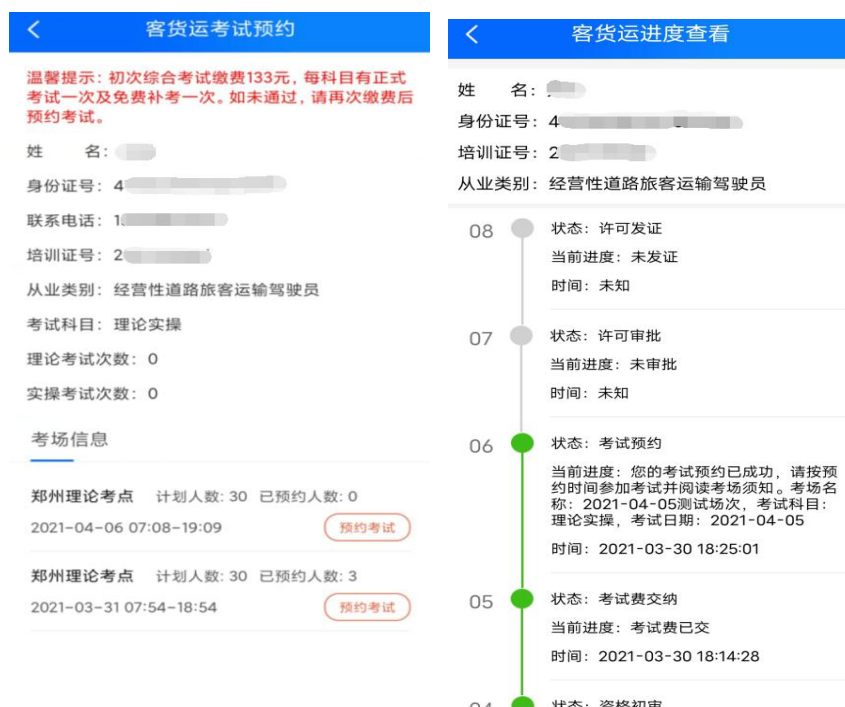 客货运考试预约
温馨提示：初次综合考试缴费133元，每科目有正式
考试一次及免费补考一次。如未通过，请再次缴费后
预约考试。
姓 名：
身份证号：4
联系电话：1
培训证号：2
从业类别：经营性道路旅客运输驾驶员
考试科目：理论实操
理论考试次数：0
实操考试次数：0
考场信息
郑州理论考点 计划人数: 30 已预约人数: 0
2021-04-06 07:08-19:09 预约考试
郑州理论考点 计划人数: 30 已预约人数: 3
2021-03-31 07:54-18:54 预约考试
客货运进度查看
姓 名：
身份证号：4
培训证号：2
从业类别：经营性道路旅客运输驾驶员
08 状态：许可发证
当前进度：未发证
时间：未知
07 状态：许可审批
当前进度：未审批
时间：未知
06 状态：考试预约
当前进度：您的考试预约已成功，请按预
约时间参加考试并阅读考场须知。考场名
称：2021-04-05测试场次，考试科目：
理论实操，考试日期：2021-04-05
时间：2021-03-30 18:25:01
05 状态：考试费交纳
当前进度：考试费已交
时间：2021-03-30 18:14:28
04 状态：资格初审